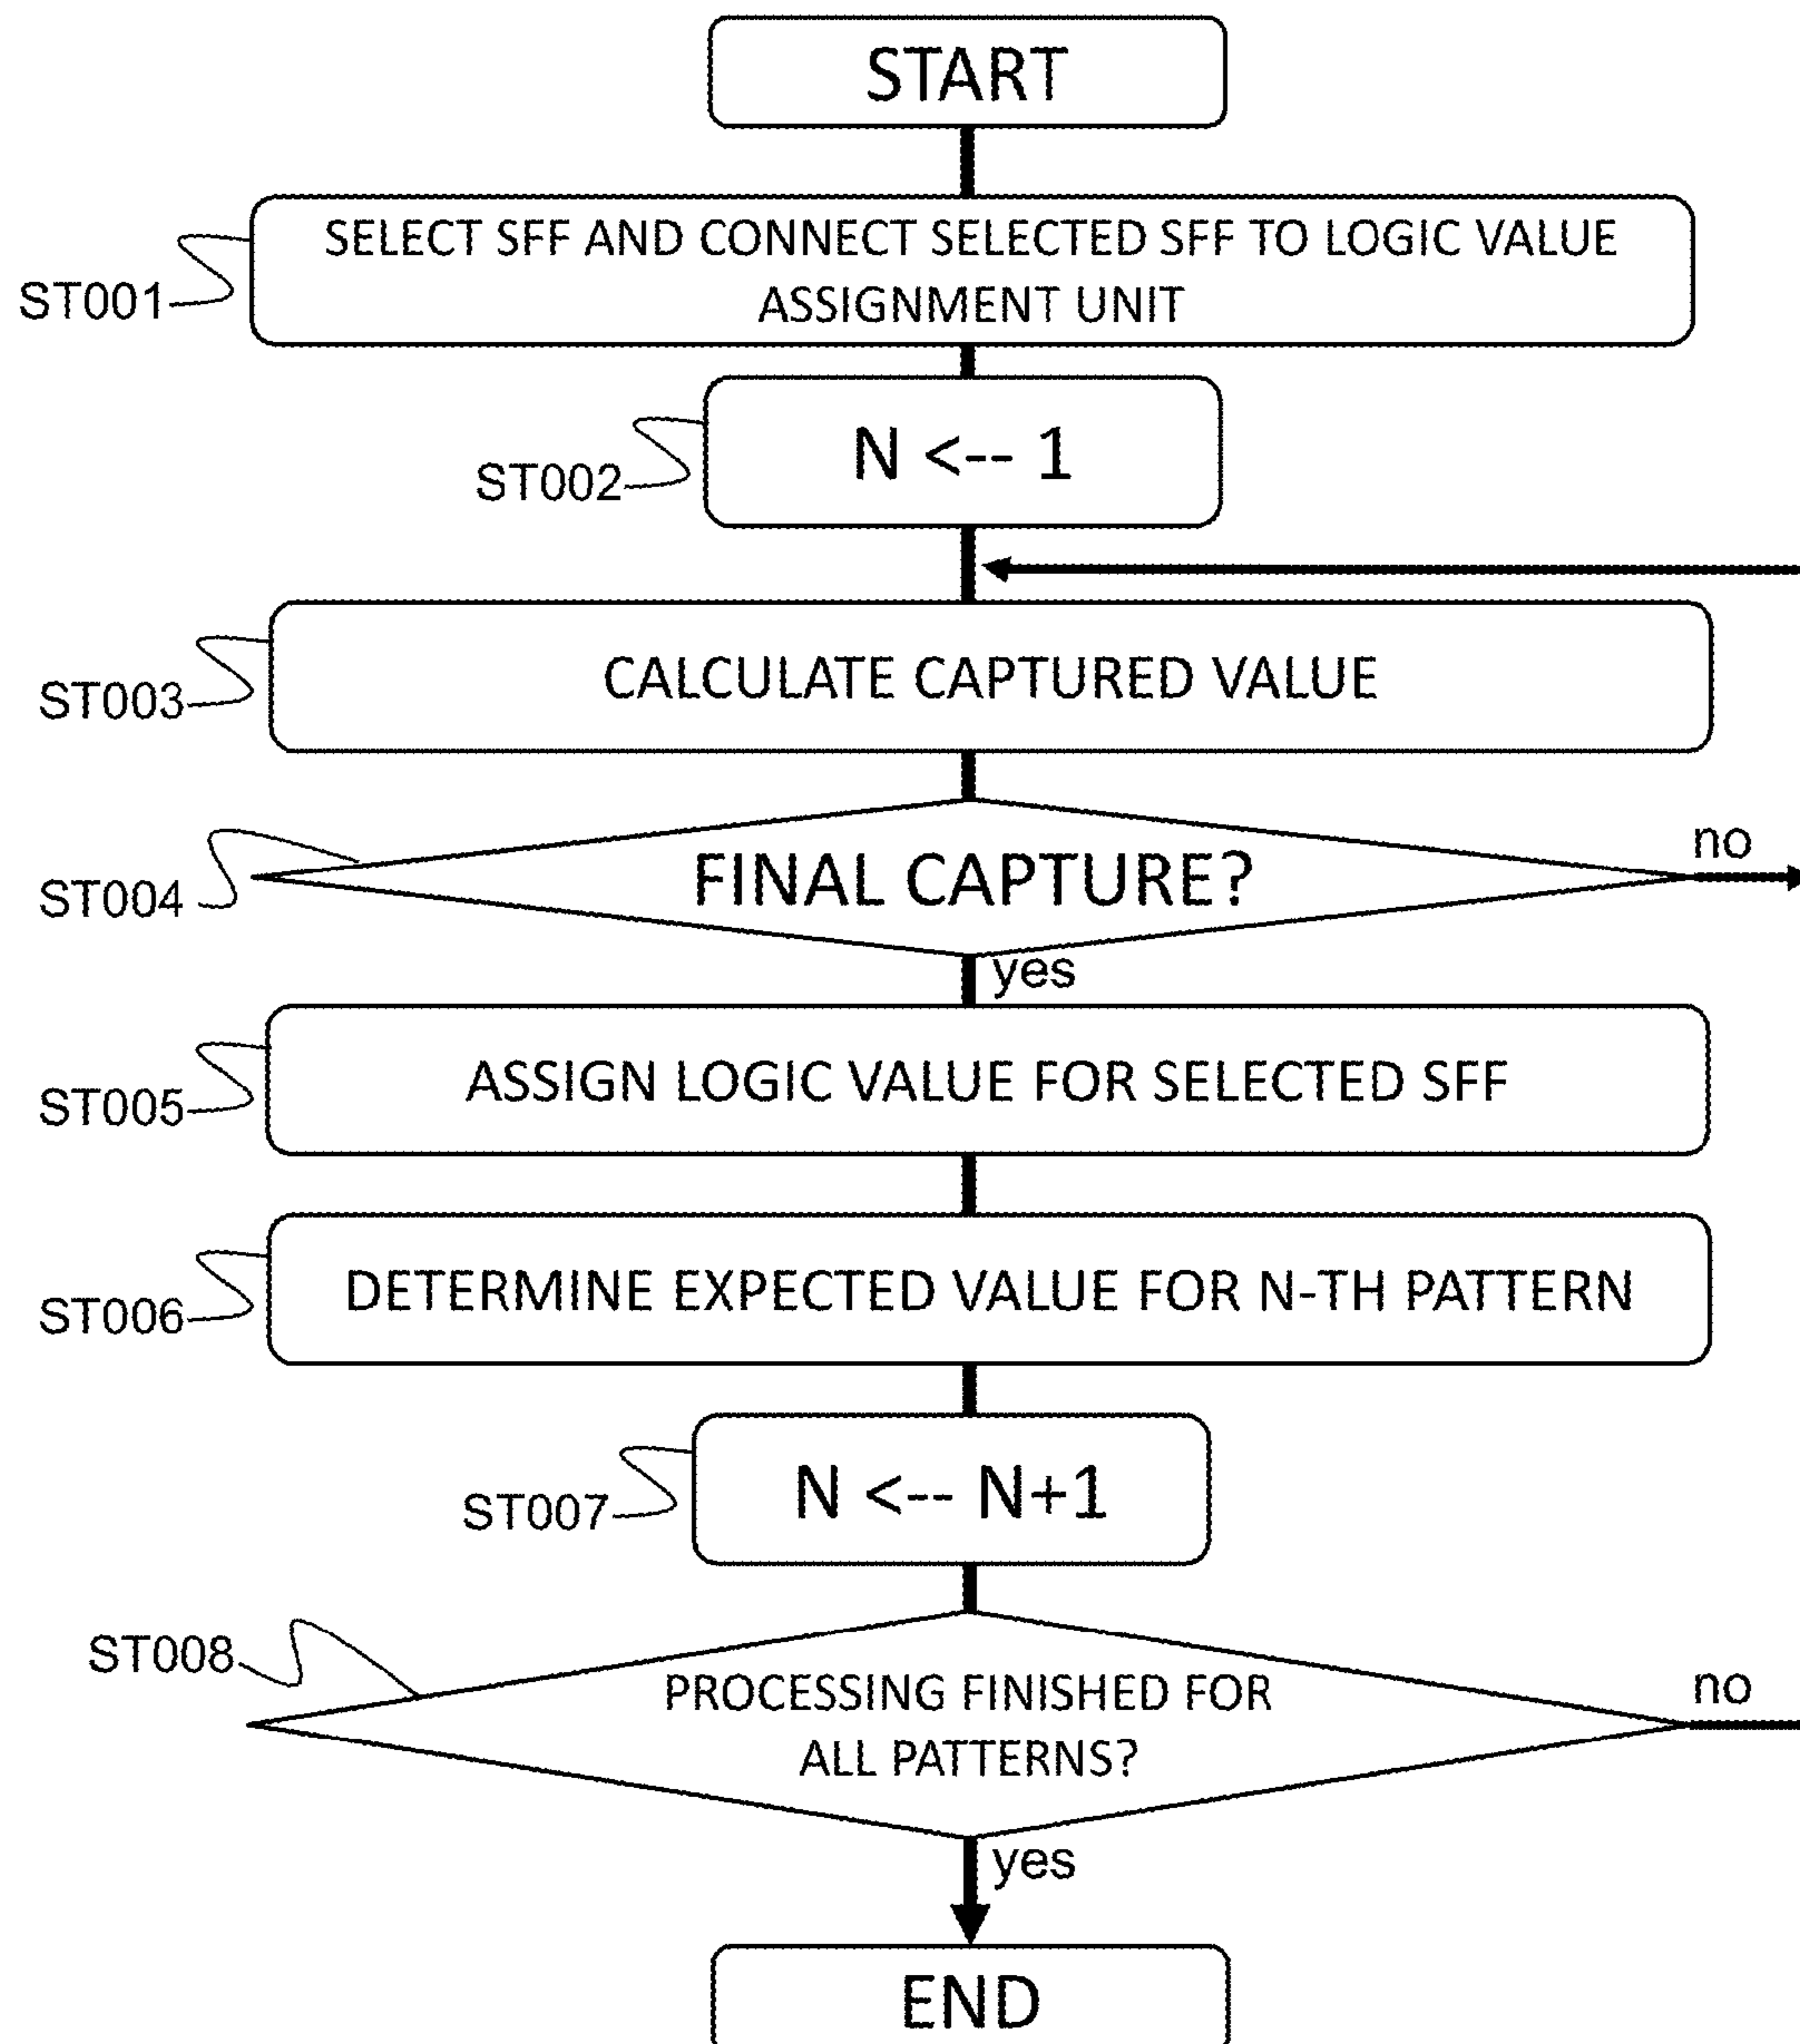 START
SELECT SFF AND CONNECT SELECTED SFF TO LOGIC VALUE
ASSIGNMENT UNIT
ST001
N <-- 1
ST002
CALCULATE CAPTURED VALUE
ST003
FINAL CAPTURE?
no
ST004
yes
ASSIGN LOGIC VALUE FOR SELECTED SFF
ST005
DETERMINE EXPECTED VALUE FOR N-TH PATTERN
ST006
N <-- N+1
ST007
ST008
PROCESSING FINISHED FOR
ALL PATTERNS?
no
yes
END